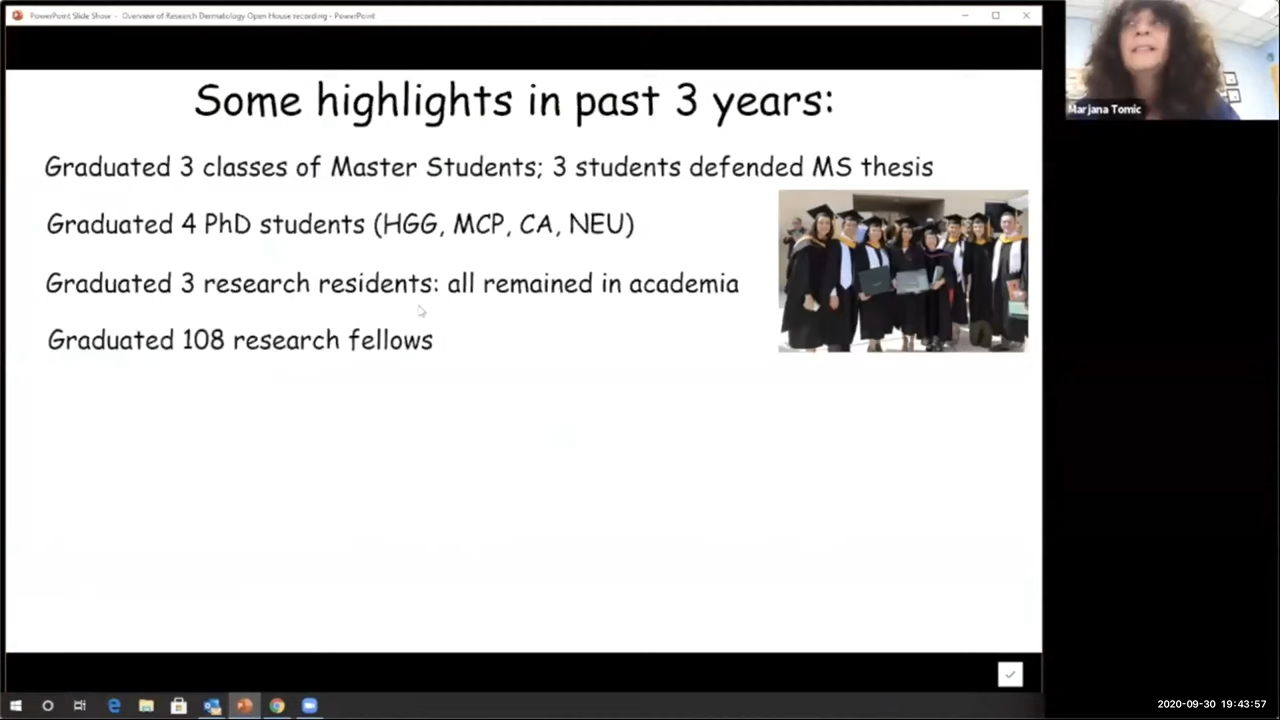 PowerPoint Slide Show - Overview of Research Dermatology Open House recording - PowerPoint
Some highlights in past 3 years:
Graduated 3 classes of Master Students; 3 students defended MS thesis
Graduated 4 PhD students (HGG, MCP, CA, NEU)
Graduated 3 research residents: all remained in academia
Graduated 108 research fellows
Marjana Tomic
2020-09-30 19:43:57